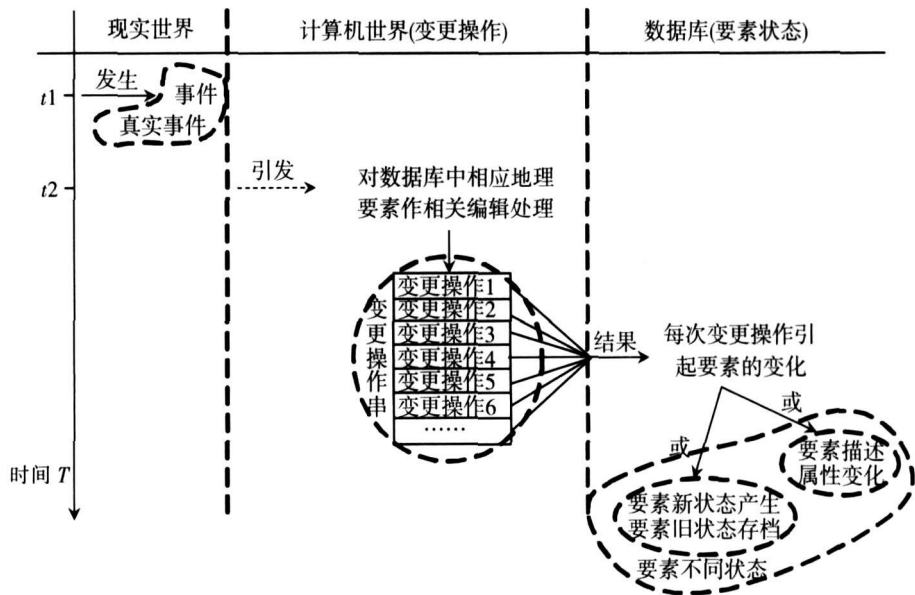 现实世界
计算机世界(变更操作)
数据库(要素状态)
t1
发生
事件
真实事件
t2
引发
对数据库中相应地理
要素作相关编辑处理
变更操作串
变更操作1
变更操作2
变更操作3
变更操作4
变更操作5
变更操作6
……
结果
每次变更操作引
起要素的变化
或
或
要素描述
属性变化
要素新状态产生
要素旧状态存档
要素不同状态
时间 T